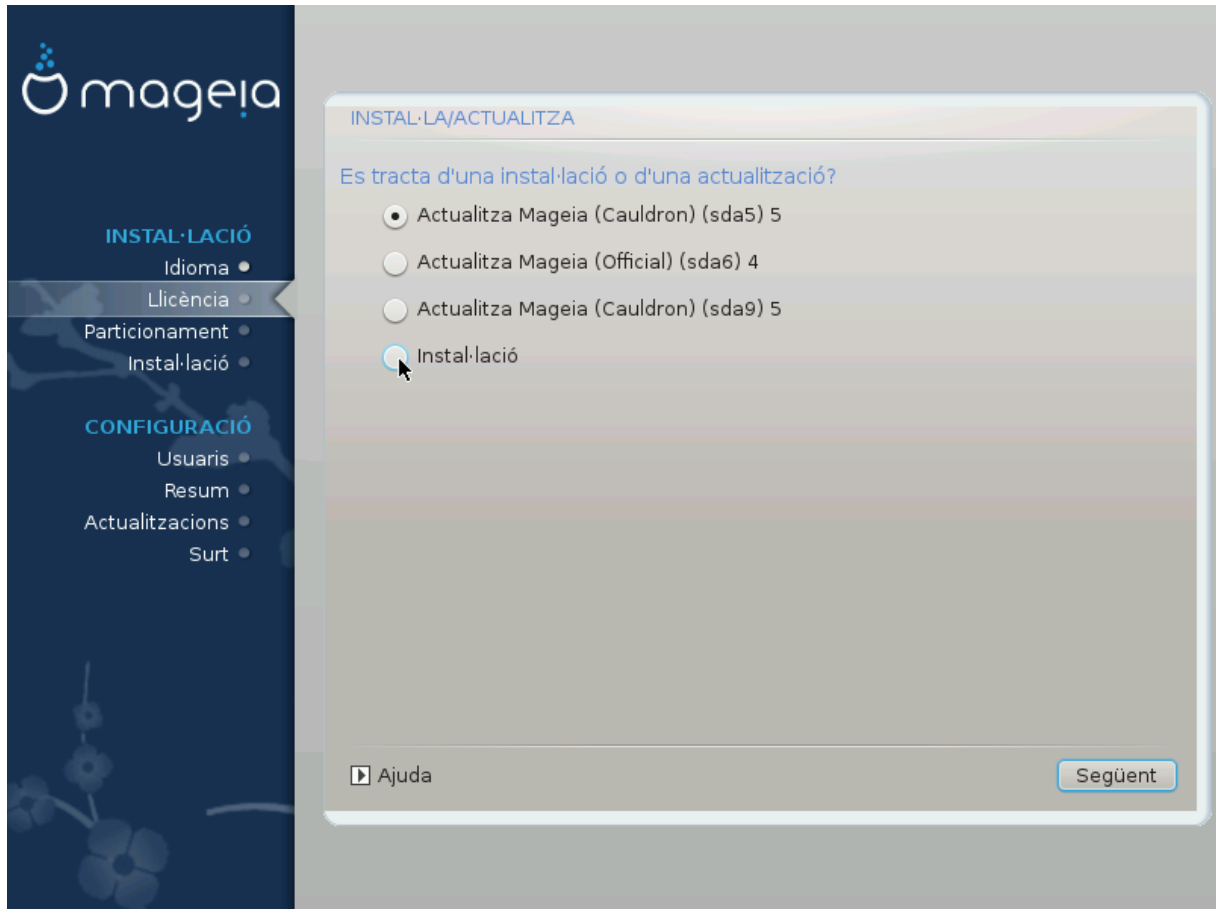 mageia
INSTAL·LACIÓ
Idioma
Llicència
Particionament
Instal·lació
CONFIGURACIÓ
Usuaris
Resum
Actualitzacions
Surt
INSTAL·LA/ACTUALITZA
Es tracta d'una instal·lació o d'una actualització?
Actualitza Mageia (Cauldron) (sda5) 5
Actualitza Mageia (Official) (sda6) 4
Actualitza Mageia (Cauldron) (sda9) 5
Instal·lació
Ajuda
Següent